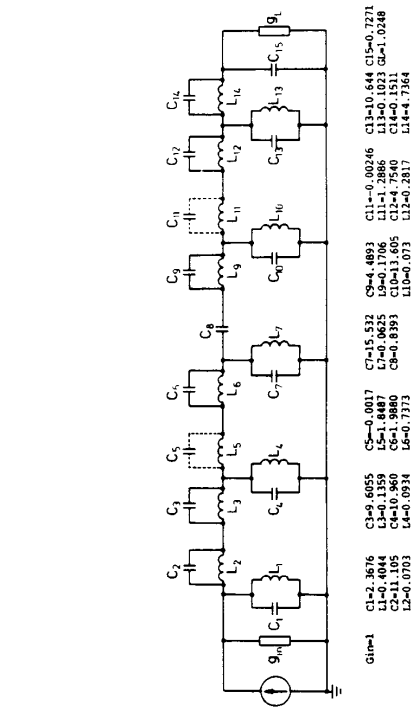 C2 C3 C5 C6 C8 C9 C11 C12 C14
L2 L3 L5 L6 L9 L11 L12 L14
gin C1 L1 C4 L4 C7 L7 C10 L10 C13 L13 C15 gL
Gin=1 C1=2.3676 C3=9.6055 C5=-0.0017 C7=15.532 C9=4.4893 C11=-0.00246 C13=10.644 C15=0.7271
L1=0.4044 L3=0.1359 L5=1.8487 L7=0.0625 L9=0.1706 L11=1.2886 L13=0.1023 GL=1.0248
C2=11.105 C4=10.960 C6=1.9880 C8=0.8393 C10=13.605 C12=4.7540 C14=0.1511
L2=0.0703 L4=0.0934 L6=0.7373 L10=0.073 L12=0.2817 L14=4.7364